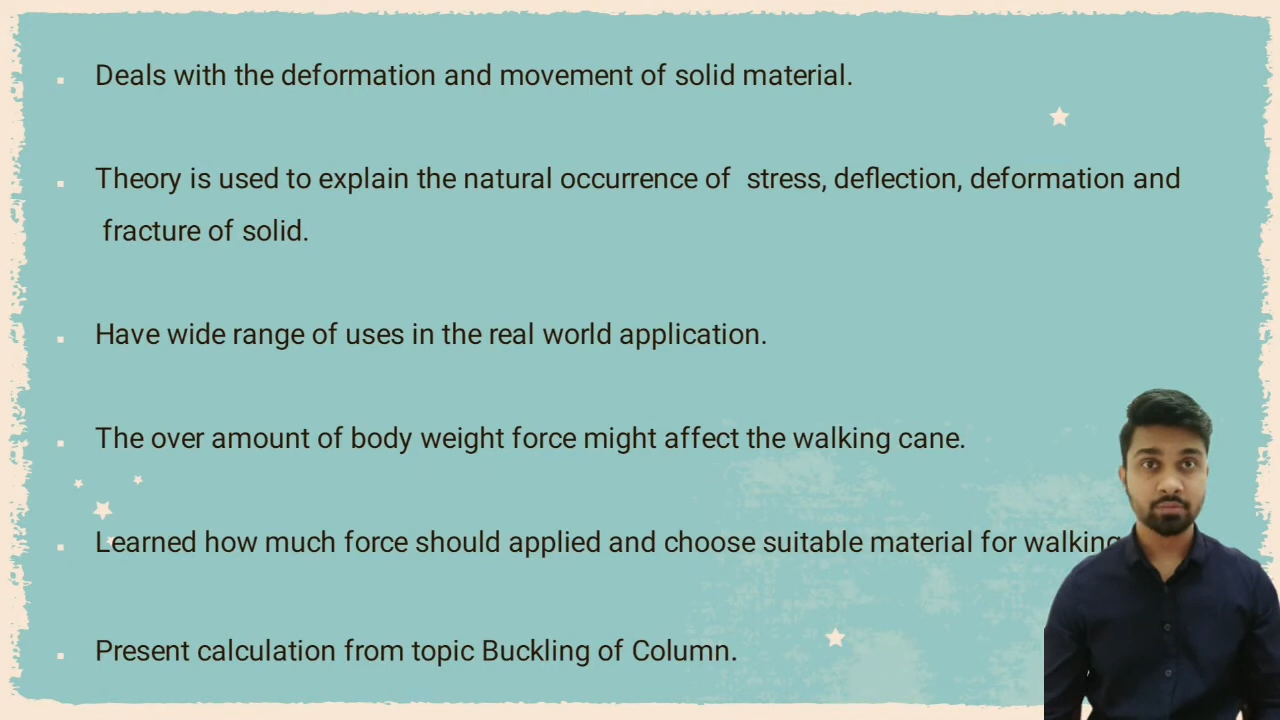 Deals with the deformation and movement of solid material.
Theory is used to explain the natural occurrence of stress, deflection, deformation and
fracture of solid.
Have wide range of uses in the real world application.
The over amount of body weight force might affect the walking cane.
Learned how much force should applied and choose suitable material for walking
Present calculation from topic Buckling of Column.